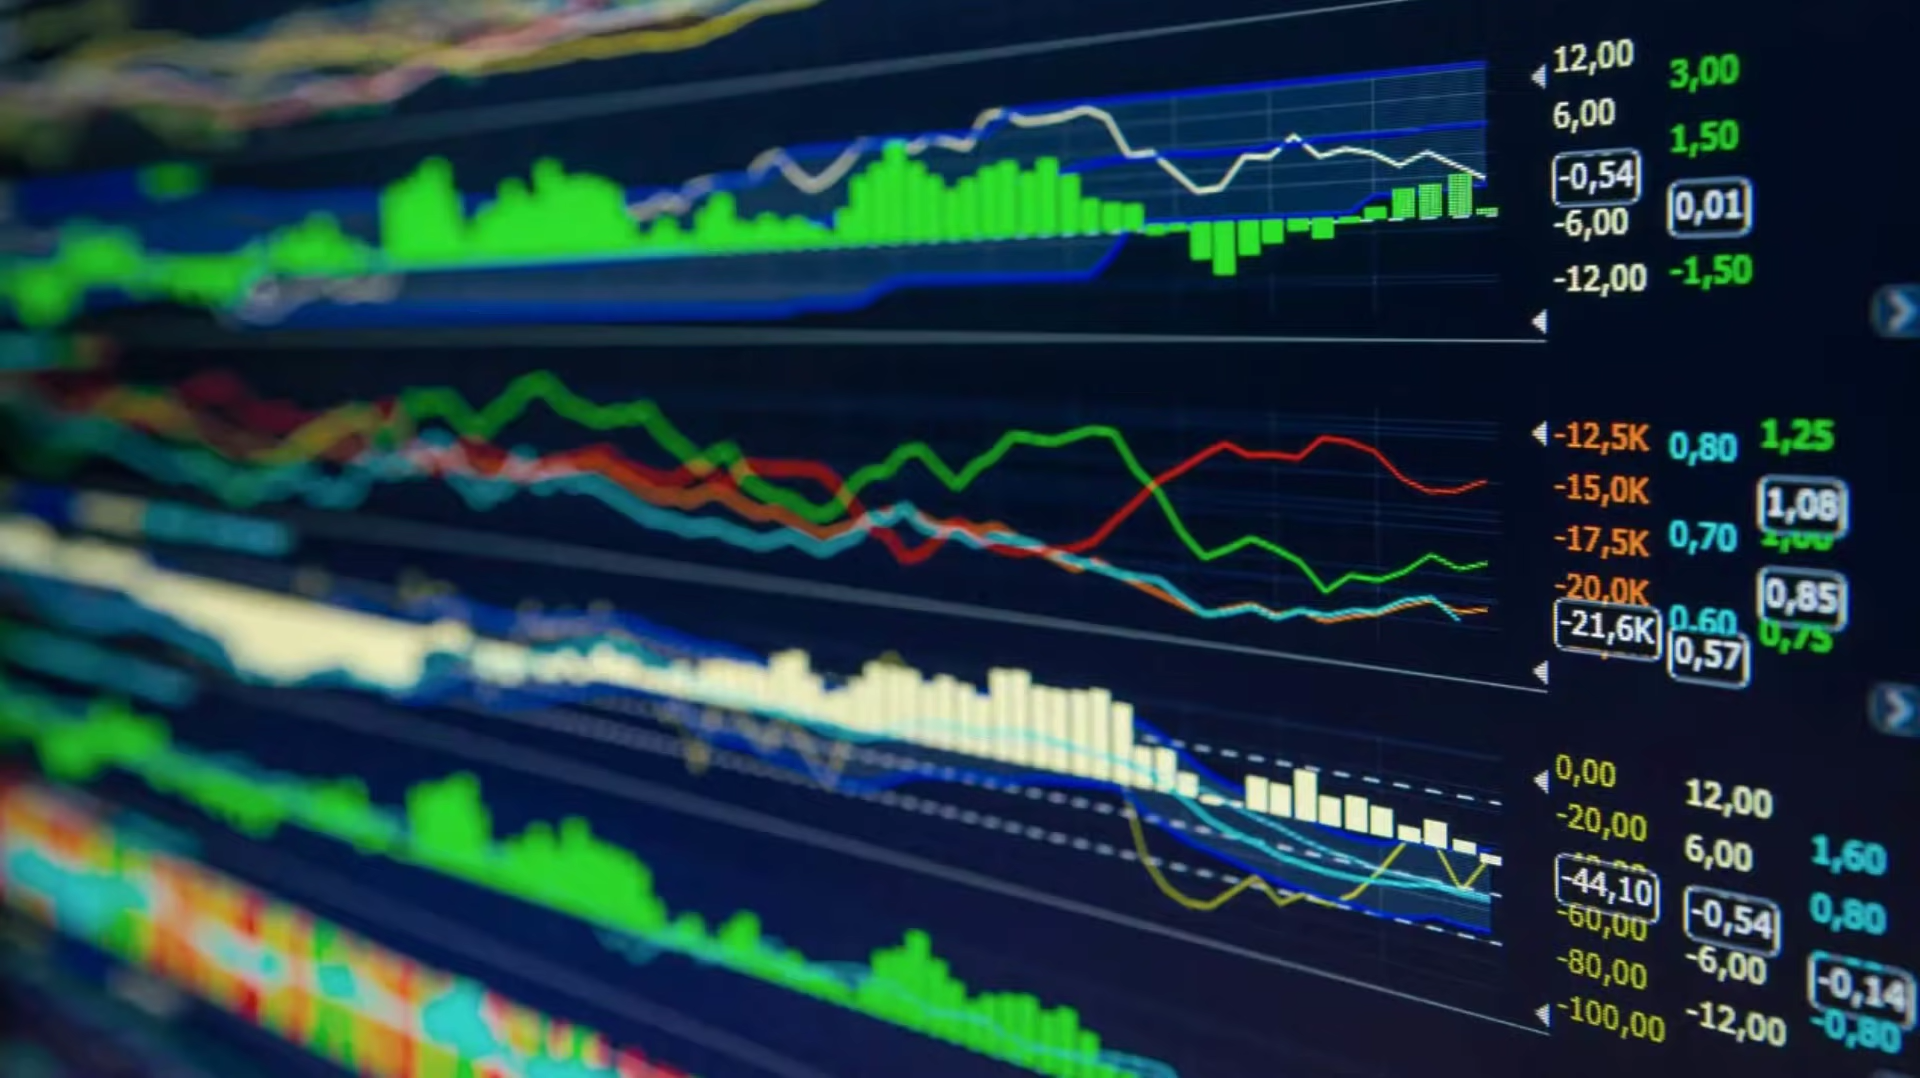 12,00 3,00
6,00 1,50
-0,54 0,01
-6,00
-12,00 -1,50
-12,5K 0,80 1,25
-15,0K 1,08
-17,5K 0,70
-20,0K 0,85
-21,6K 0,60 0,75
0,57
0,00 12,00
-20,00 6,00 1,60
-44,10 -0,54 0,80
-60,00
-80,00 -6,00 -0,14
-100,00 -12,00 -0,80